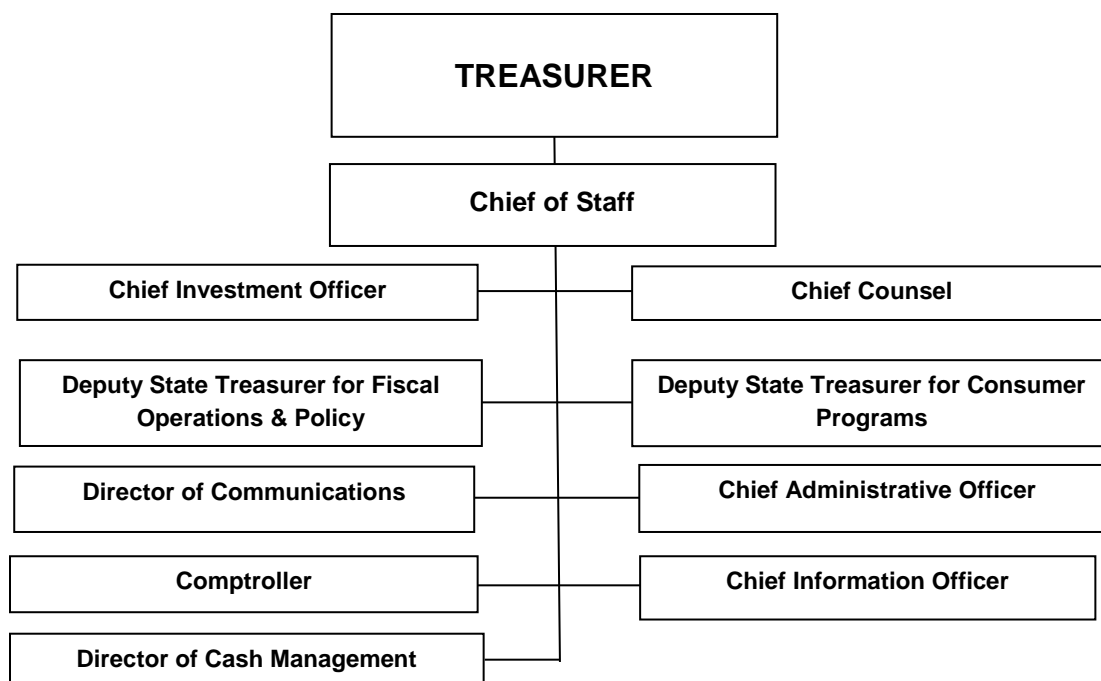 TREASURER
Chief of Staff
Chief Investment Officer
Chief Counsel
Deputy State Treasurer for Fiscal
Operations & Policy
Deputy State Treasurer for Consumer
Programs
Director of Communications
Chief Administrative Officer
Comptroller
Chief Information Officer
Director of Cash Management